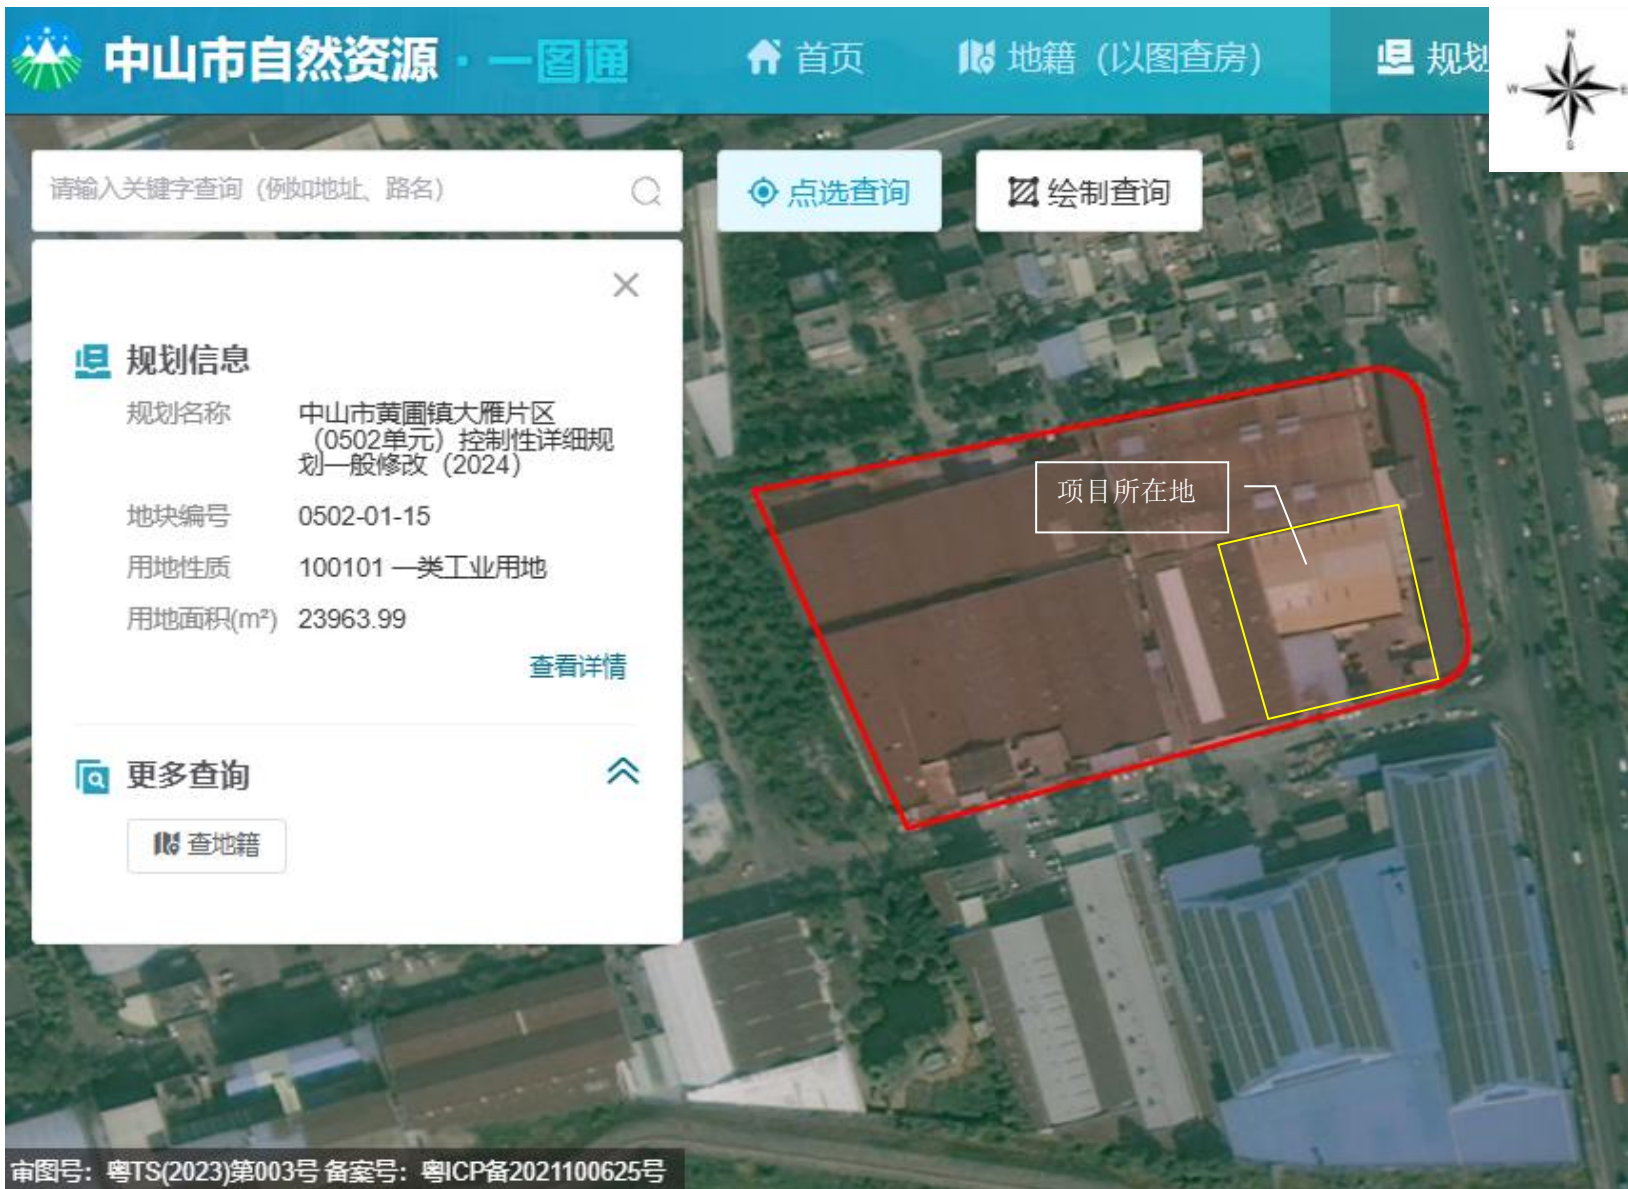 中山市自然资源·一图通
首页
地籍（以图查房）
规划
N
W
E
S
请输入关键字查询（例如地址、路名）
点选查询
绘制查询
规划信息
规划名称
中山市黄圃镇大雁片区
（0502单元）控制性详细规
划一般修改（2024）
地块编号
0502-01-15
用地性质
100101 一类工业用地
用地面积(m²)
23963.99
查看详情
更多查询
查地籍
项目所在地
审图号：粤TS(2023)第003号 备案号：粤ICP备2021100625号